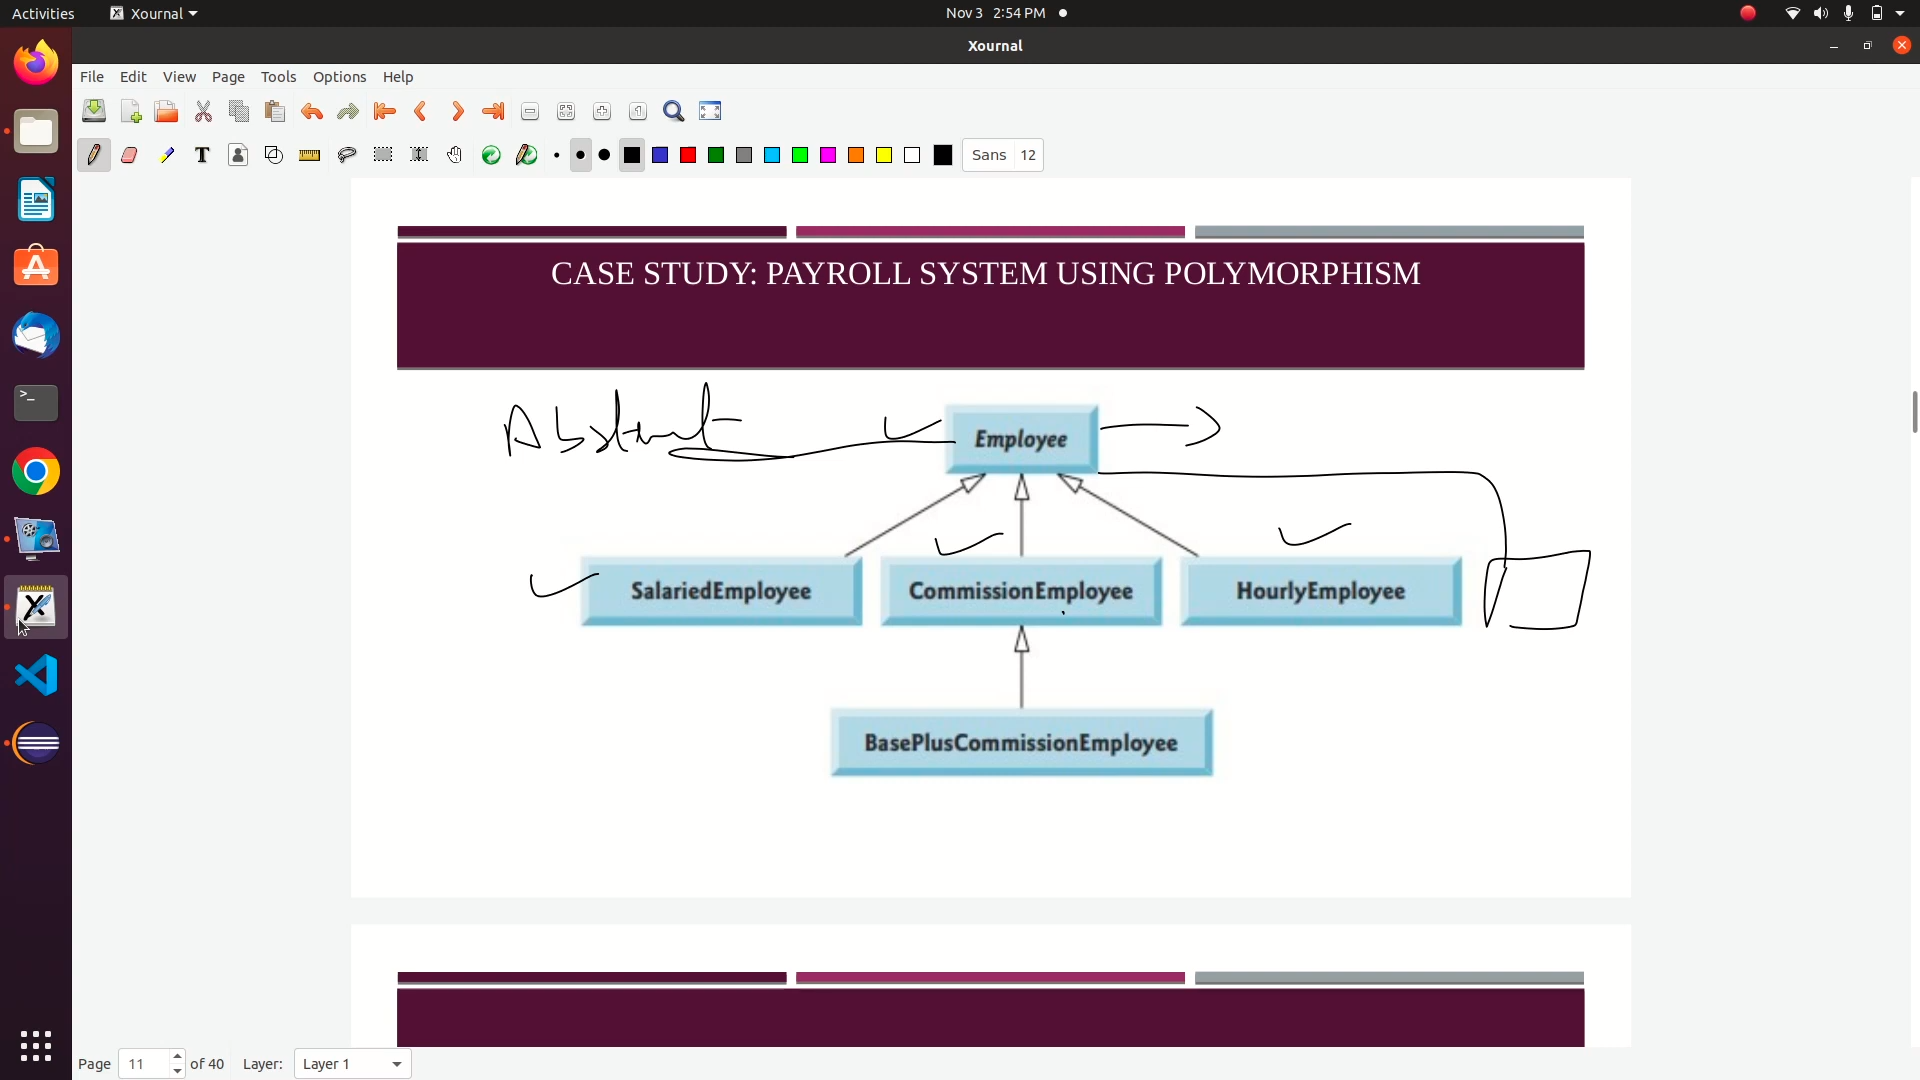 Activities Xournal Nov 3 2:54 PM
Xournal
File Edit View Page Tools Options Help
Sans 12
CASE STUDY: PAYROLL SYSTEM USING POLYMORPHISM
Abstract
Employee
SalariedEmployee CommissionEmployee HourlyEmployee
BasePlusCommissionEmployee
Page 11 of 40 Layer: Layer 1